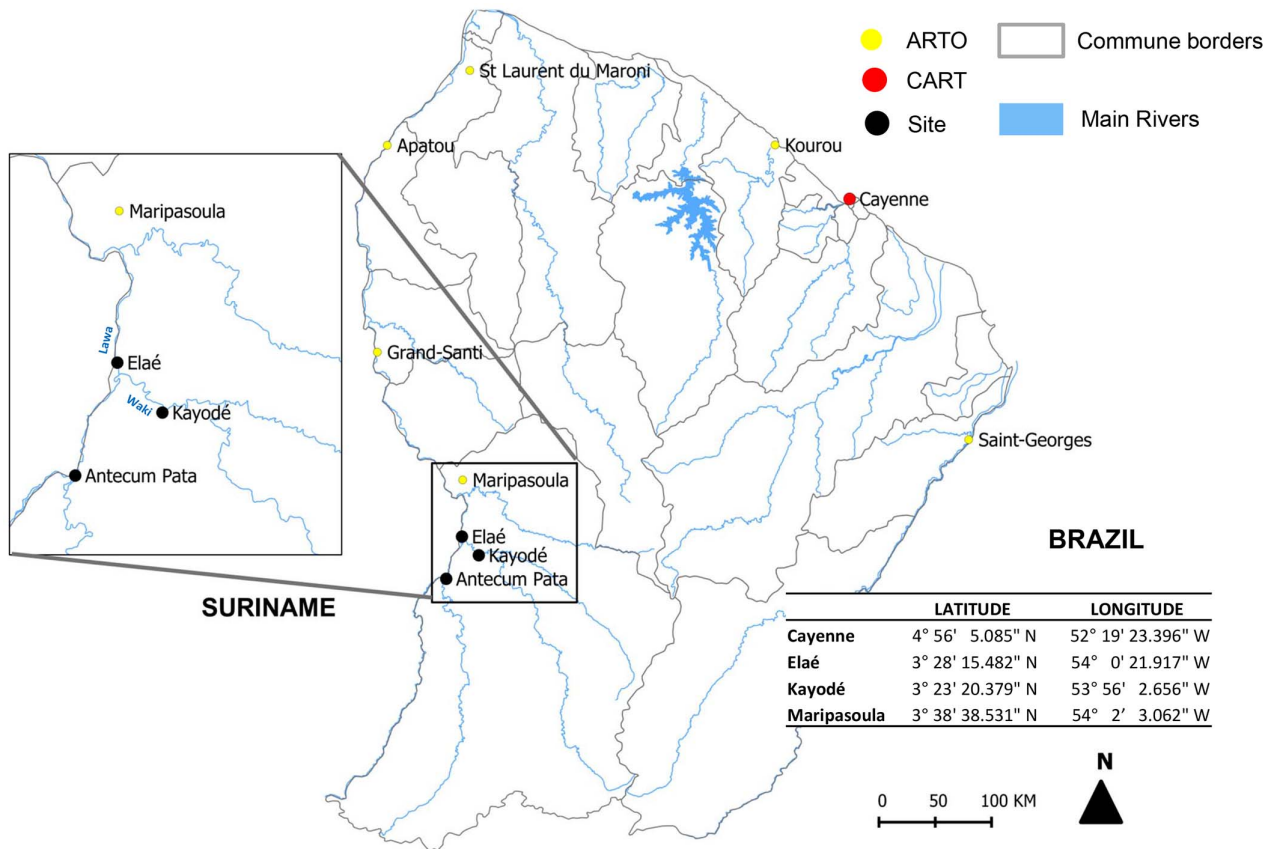 ARTO
Commune borders
CART
Site
Main Rivers
St Laurent du Maroni
Apatou
Kourou
Cayenne
Maripasoula
Lawa
Elaé
Waki
Kayodé
Antecum Pata
Grand-Santi
Saint-Georges
Maripasoula
Elaé
Kayodé
Antecum Pata
BRAZIL
SURINAME
LATITUDE LONGITUDE
Cayenne 4° 56' 5.085" N 52° 19' 23.396" W
Elaé 3° 28' 15.482" N 54° 0' 21.917" W
Kayodé 3° 23' 20.379" N 53° 56' 2.656" W
Maripasoula 3° 38' 38.531" N 54° 2’ 3.062" W
N
0 50 100 KM